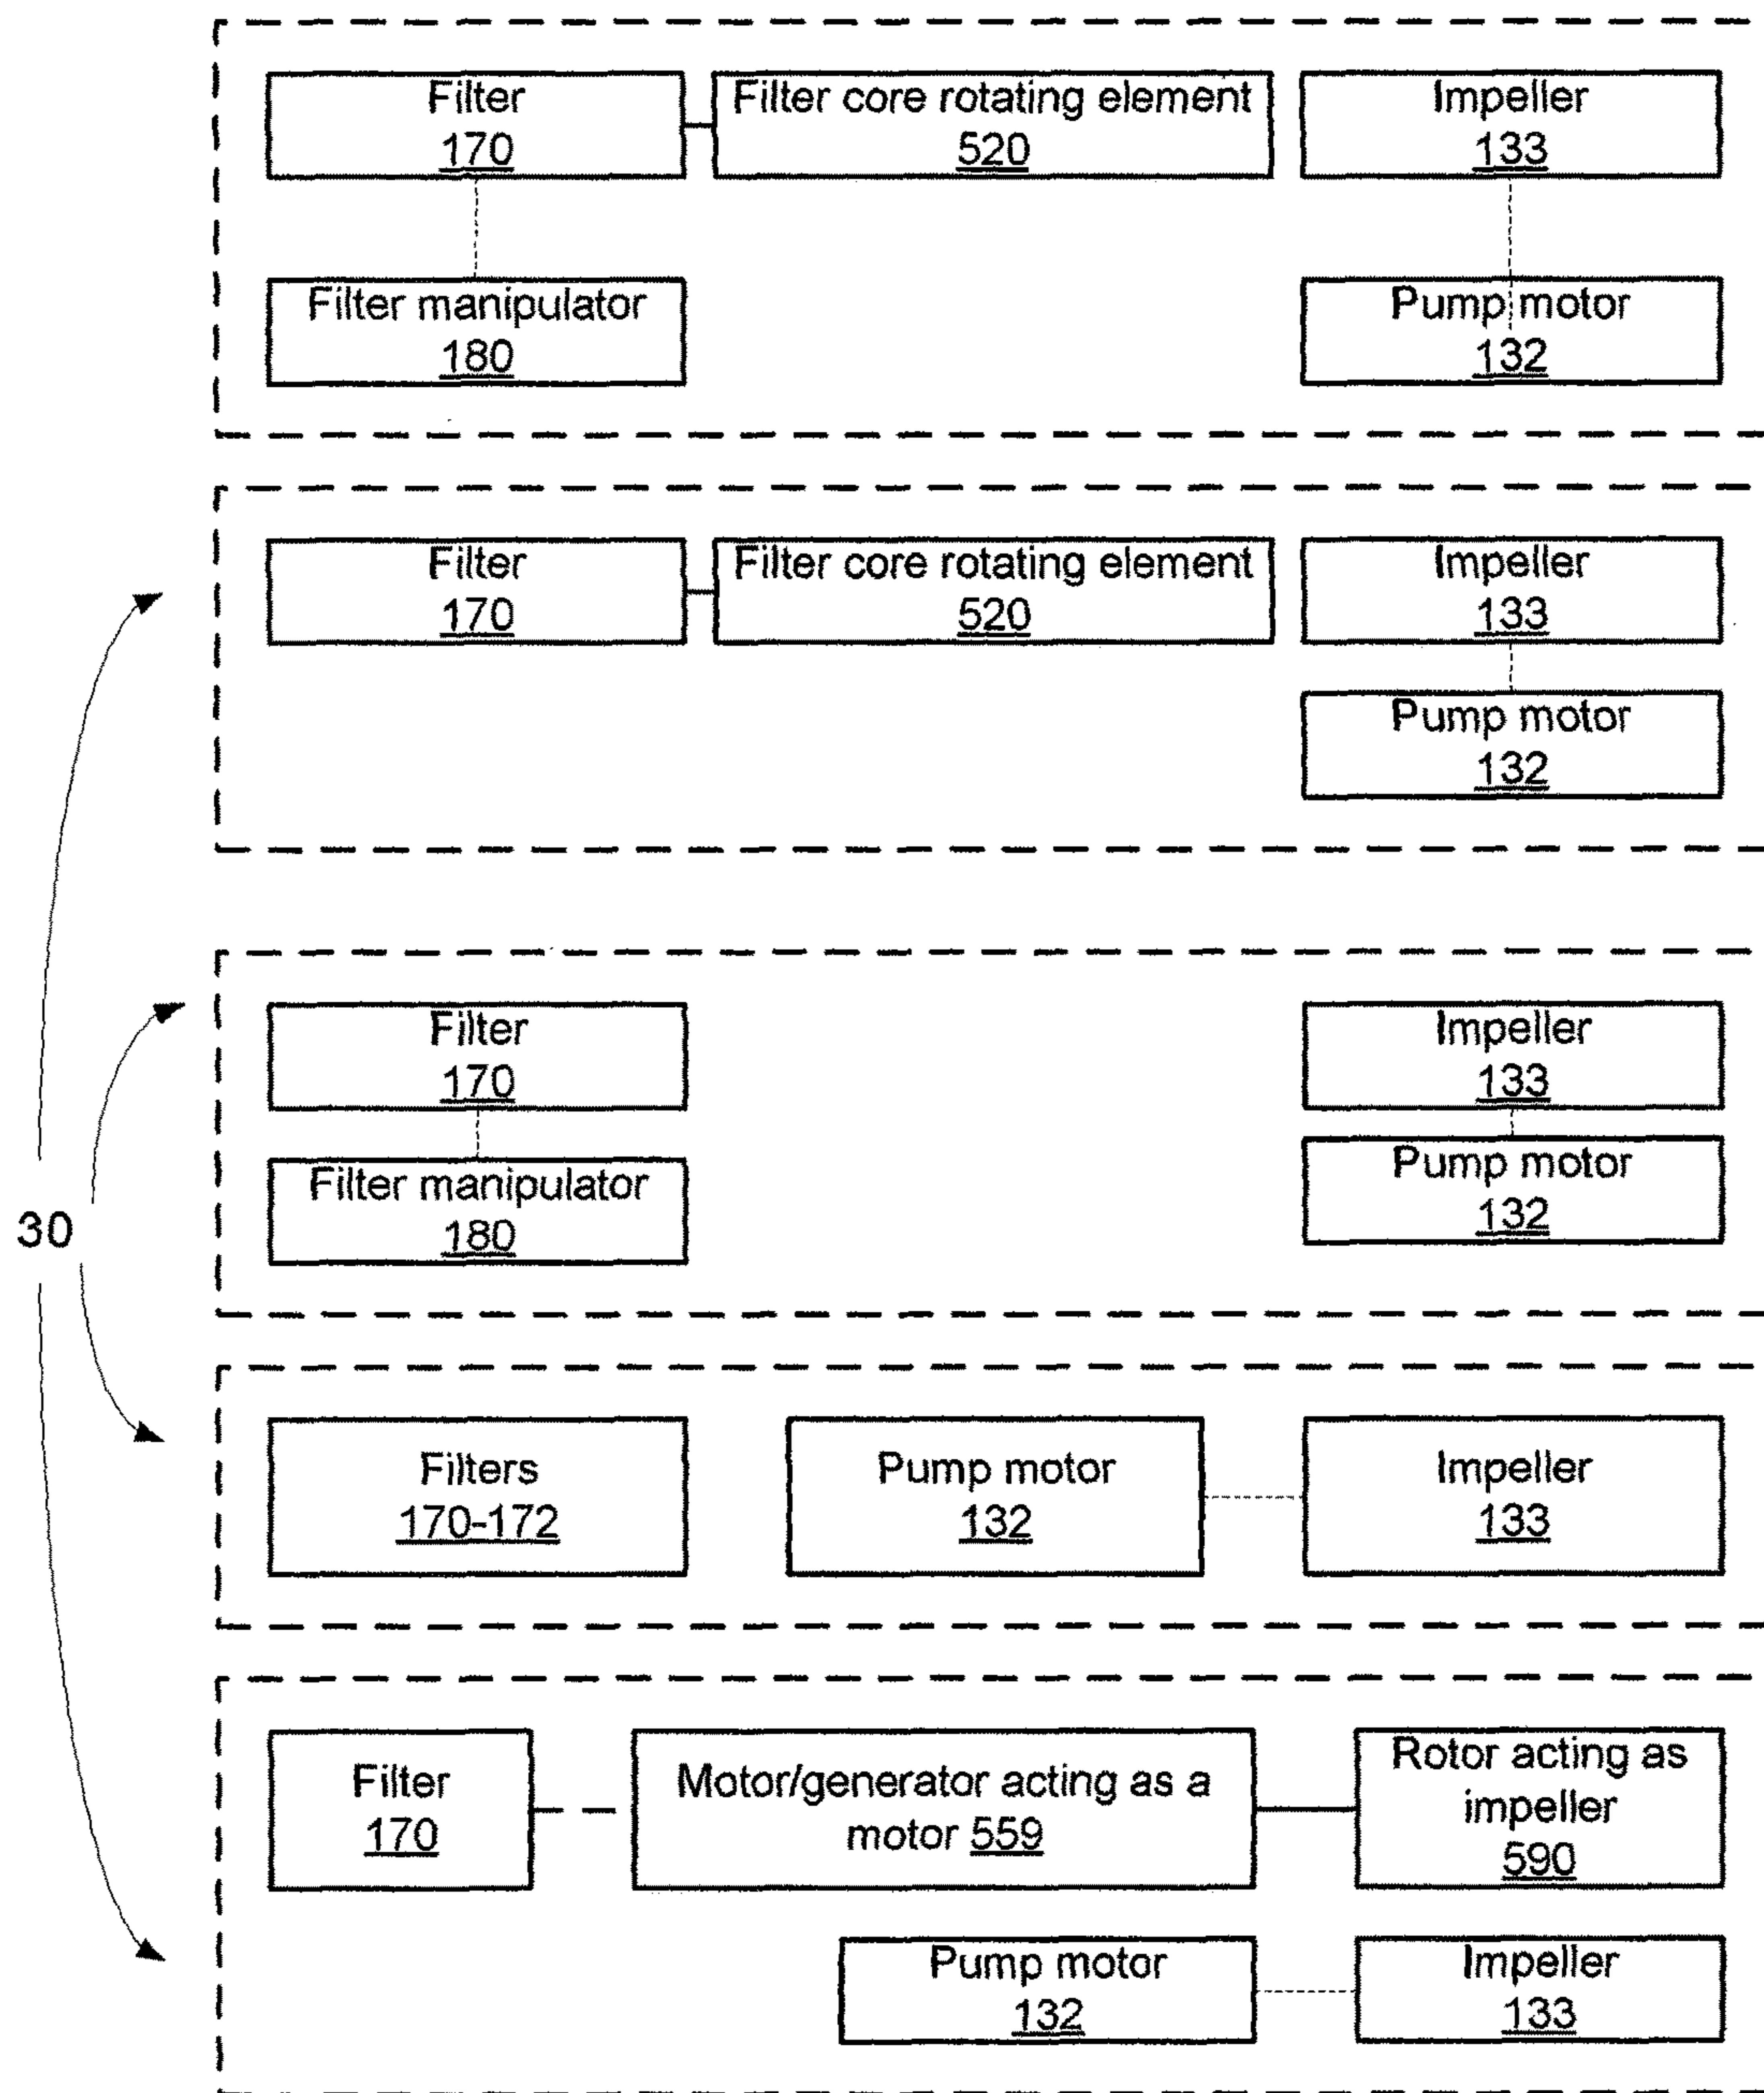 Filter
170
Filter core rotating element
520
Impeller
133
Filter manipulator
180
Pump motor
132
Filter
170
Filter core rotating element
520
Impeller
133
Pump motor
132
Filter
170
Impeller
133
Filter manipulator
180
Pump motor
132
30
Filters
170-172
Pump motor
132
Impeller
133
Filter
170
Motor/generator acting as a
motor 559
Rotor acting as
impeller
590
Pump motor
132
Impeller
133